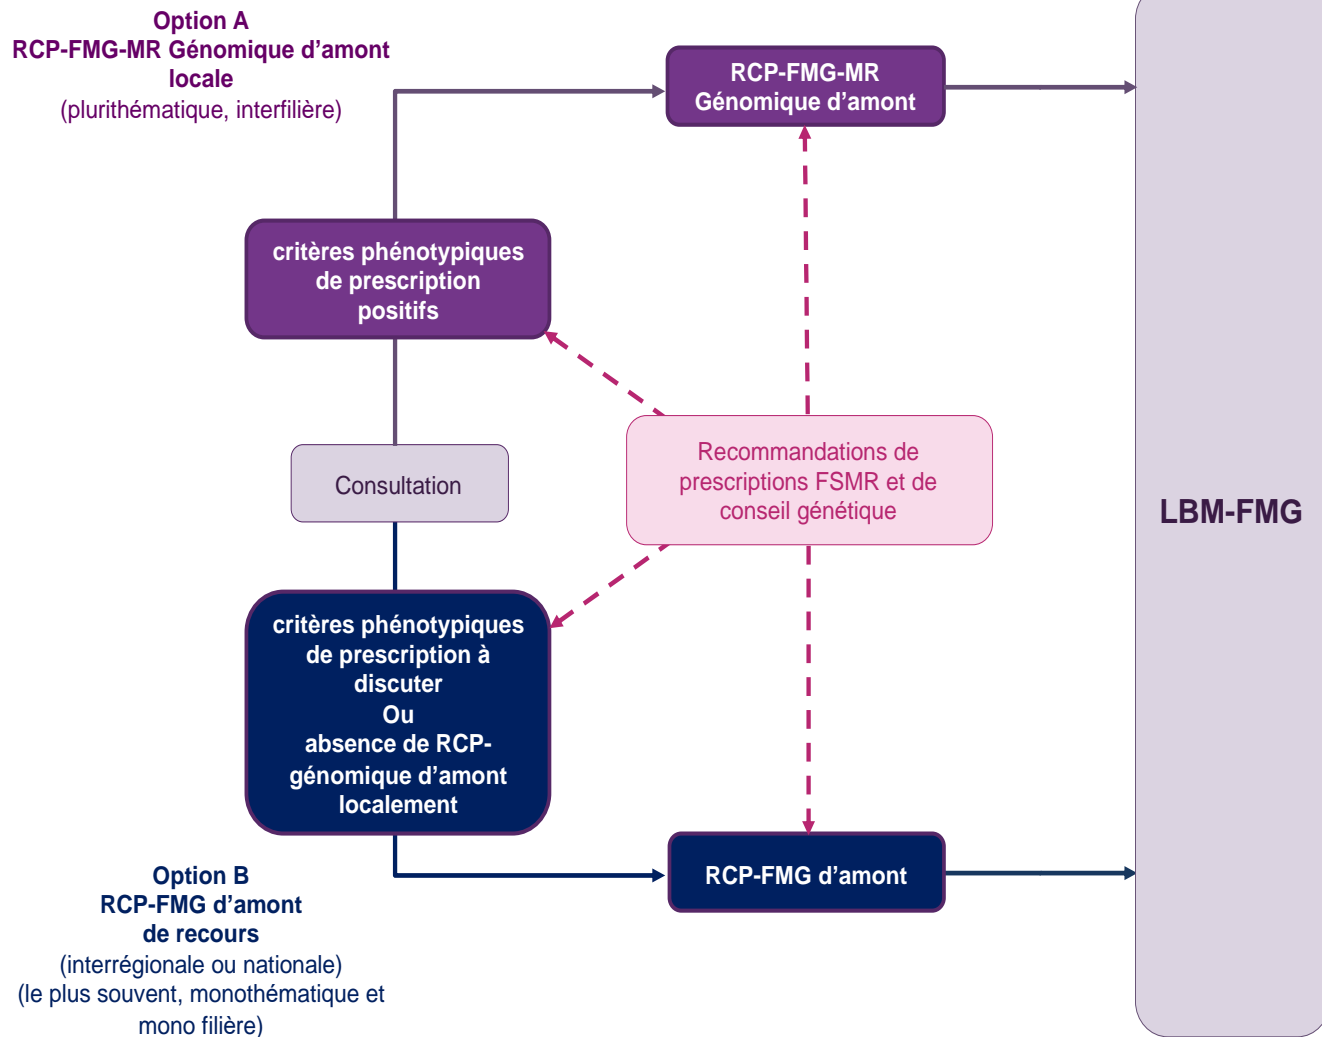 Option A
RCP-FMG-MR Génomique d’amont
locale
(plurithématique, interfilière)
RCP-FMG-MR
Génomique d’amont
critères phénotypiques
de prescription
positifs
Consultation
Recommandations de
prescriptions FSMR et de
conseil génétique
LBM-FMG
critères phénotypiques
de prescription à
discuter
Ou
absence de RCP-
génomique d’amont
localement
RCP-FMG d’amont
Option B
RCP-FMG d’amont
de recours
(interrégionale ou nationale)
(le plus souvent, monothématique et
mono filière)